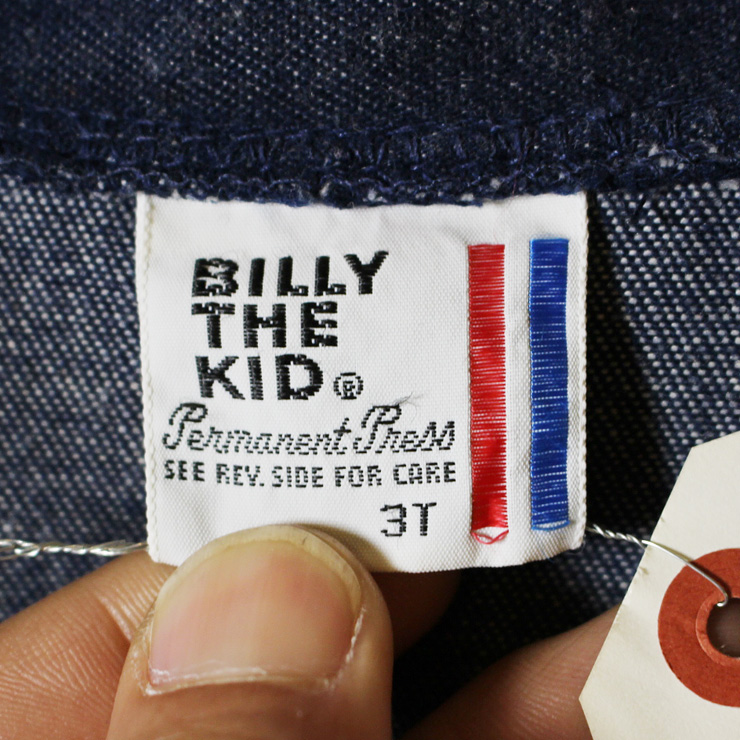 BILLY
THE
KID®
Permanent Press
SEE REV. SIDE FOR CARE
3T